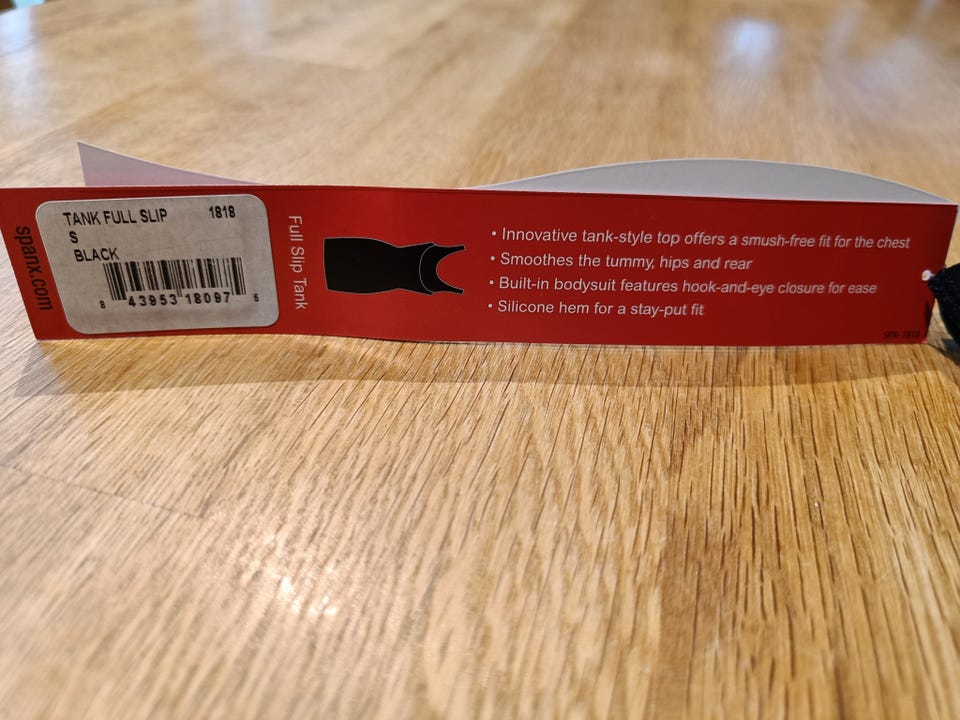 spanx.com
TANK FULL SLIP 1818
S
BLACK
8 43953 18097 5
Full Slip Tank
• Innovative tank-style top offers a smush-free fit for the chest
• Smoothes the tummy, hips and rear
• Built-in bodysuit features hook-and-eye closure for ease
• Silicone hem for a stay-put fit